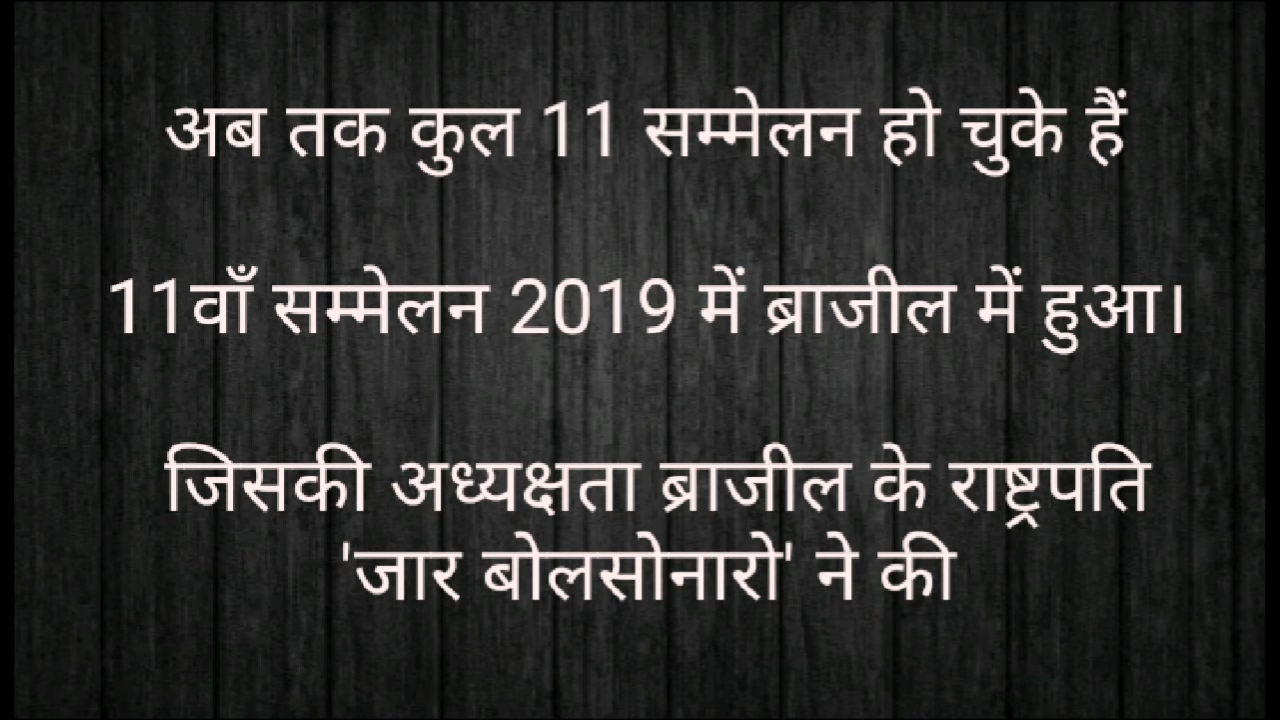 अब तक कुल 11 सम्मेलन हो चुके हैं
11वाँ सम्मेलन 2019 में ब्राजील में हुआ।
जिसकी अध्यक्षता ब्राजील के राष्ट्रपति
'जार बोलसोनारो' ने की